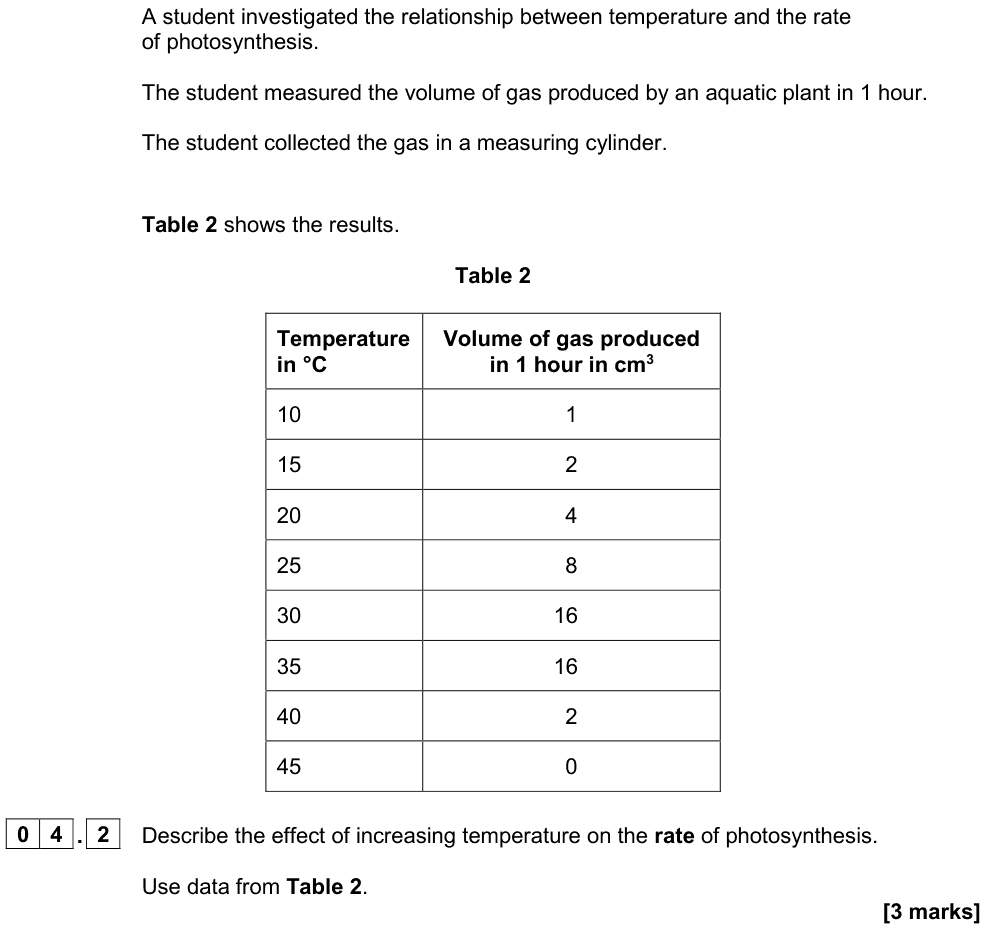 A student investigated the relationship between temperature and the rate
of photosynthesis.
The student measured the volume of gas produced by an aquatic plant in 1 hour.
The student collected the gas in a measuring cylinder.
Table 2 shows the results.
Table 2
Temperature in °C | Volume of gas produced in 1 hour in cm³
10 | 1
15 | 2
20 | 4
25 | 8
30 | 16
35 | 16
40 | 2
45 | 0
0 4 . 2 Describe the effect of increasing temperature on the rate of photosynthesis.
Use data from Table 2.
[3 marks]